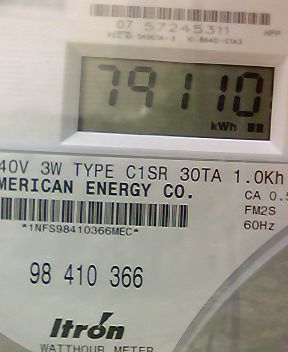 07 57245311
HPP
79110
kWh
40V 3W TYPE C1SR 30TA 1.0Kh
MERICAN ENERGY CO.
CA 0.5
FM2S
60Hz
*1NFS98410366MEC*
98 410 366
Itron
WATTHOUR METER